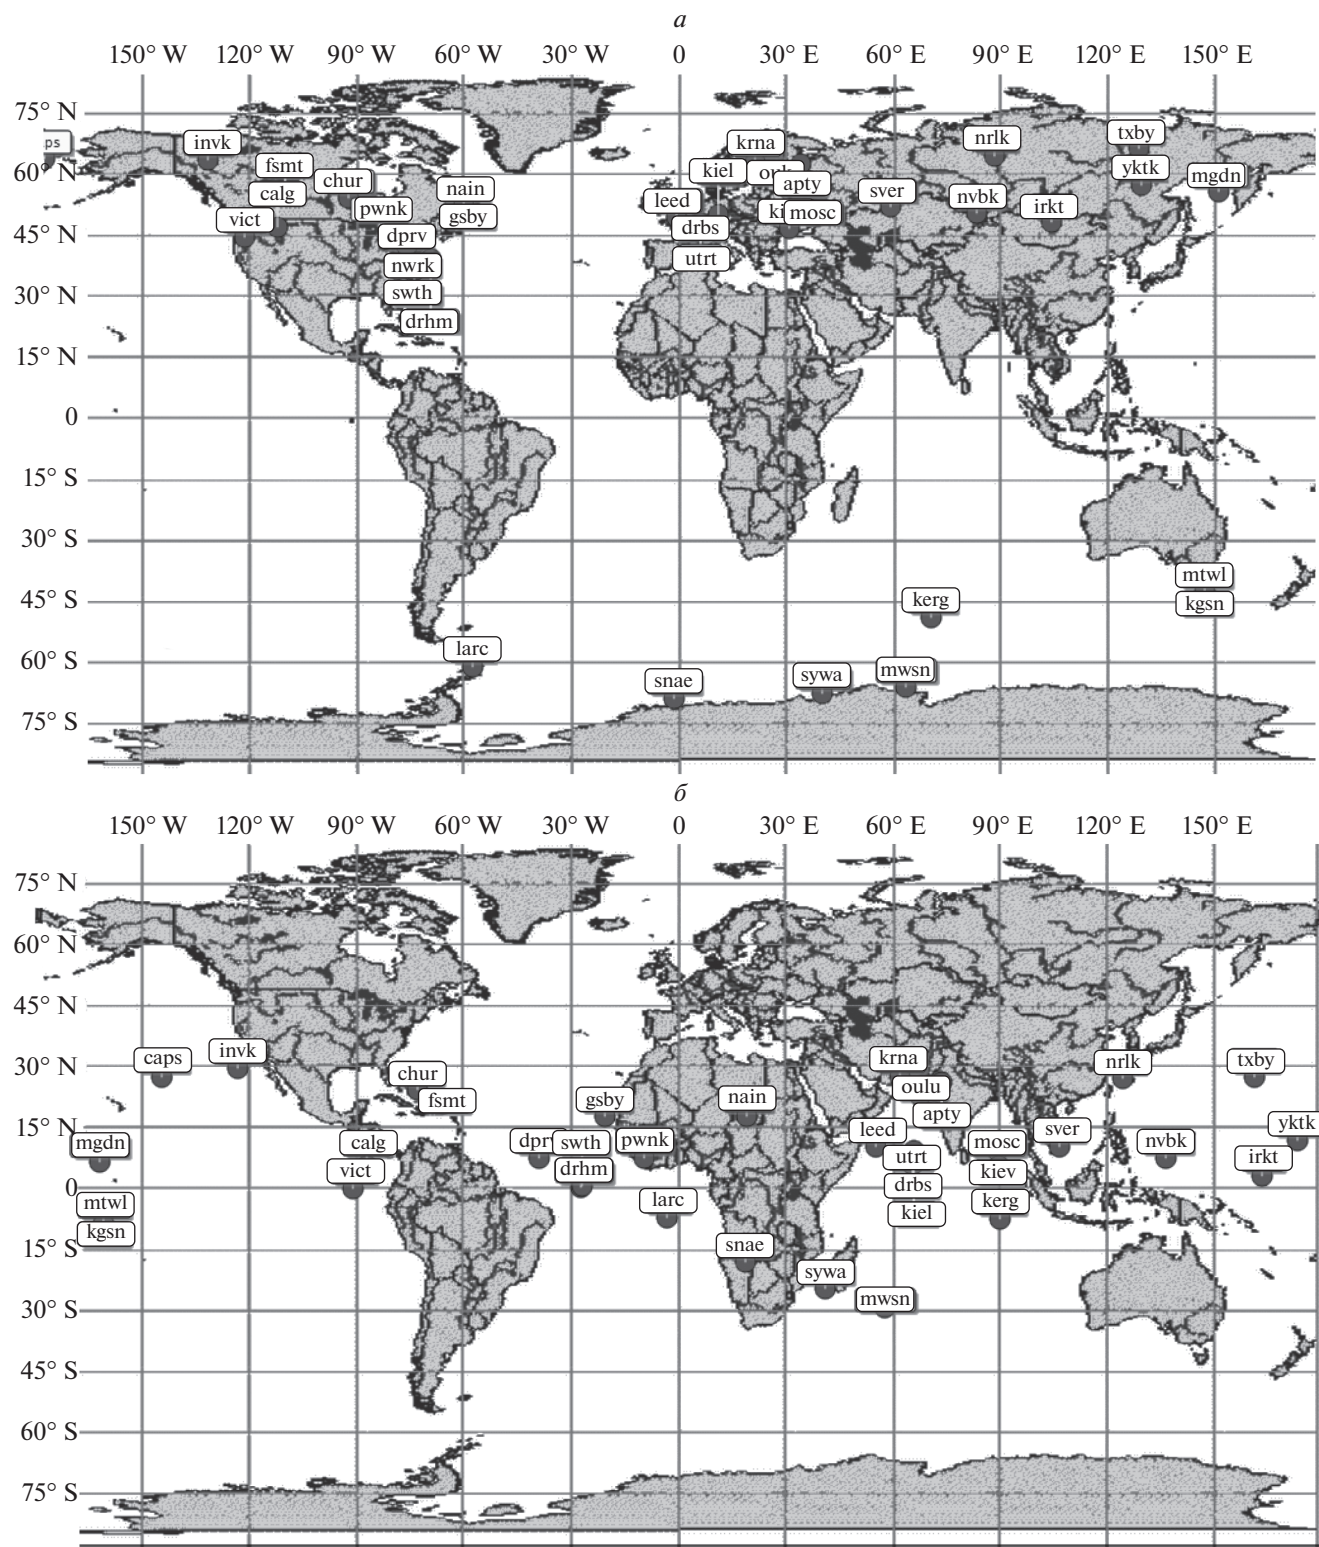 а
150° W 120° W 90° W 60° W 30° W 0 30° E 60° E 90° E 120° E 150° E
75° N
ps invk krna nrlk txby
60° N fsmt chur kiel apty yktk mgdn
calg nain leed sver nvbk irkt
vict pwnk gsby mosc
45° N dprv drbs
nwrk utrt
30° N swth
drhm
15° N
0
15° S
30° S
mtwl
45° S kerg kgsn
60° S larc
snae sywa mwsn
75° S
б
150° W 120° W 90° W 60° W 30° W 0 30° E 60° E 90° E 120° E 150° E
75° N
60° N
45° N
30° N caps invk chur krna nrlk txby
fsmt gsby nain oulu
apty
15° N mgdn calg swth pwnk leed mosc sver nvbk yktk
vict drhm utrt kiev irkt
0 mtwl larc drbs kerg
kgsn kiel
15° S snae
sywa
30° S mwsn
45° S
60° S
75° S